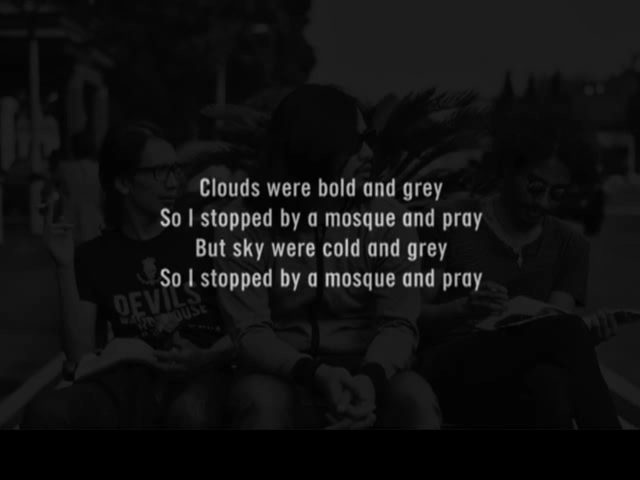 Clouds were bold and grey
So I stopped by a mosque and pray
But sky were cold and grey
So I stopped by a mosque and pray
DEVILS